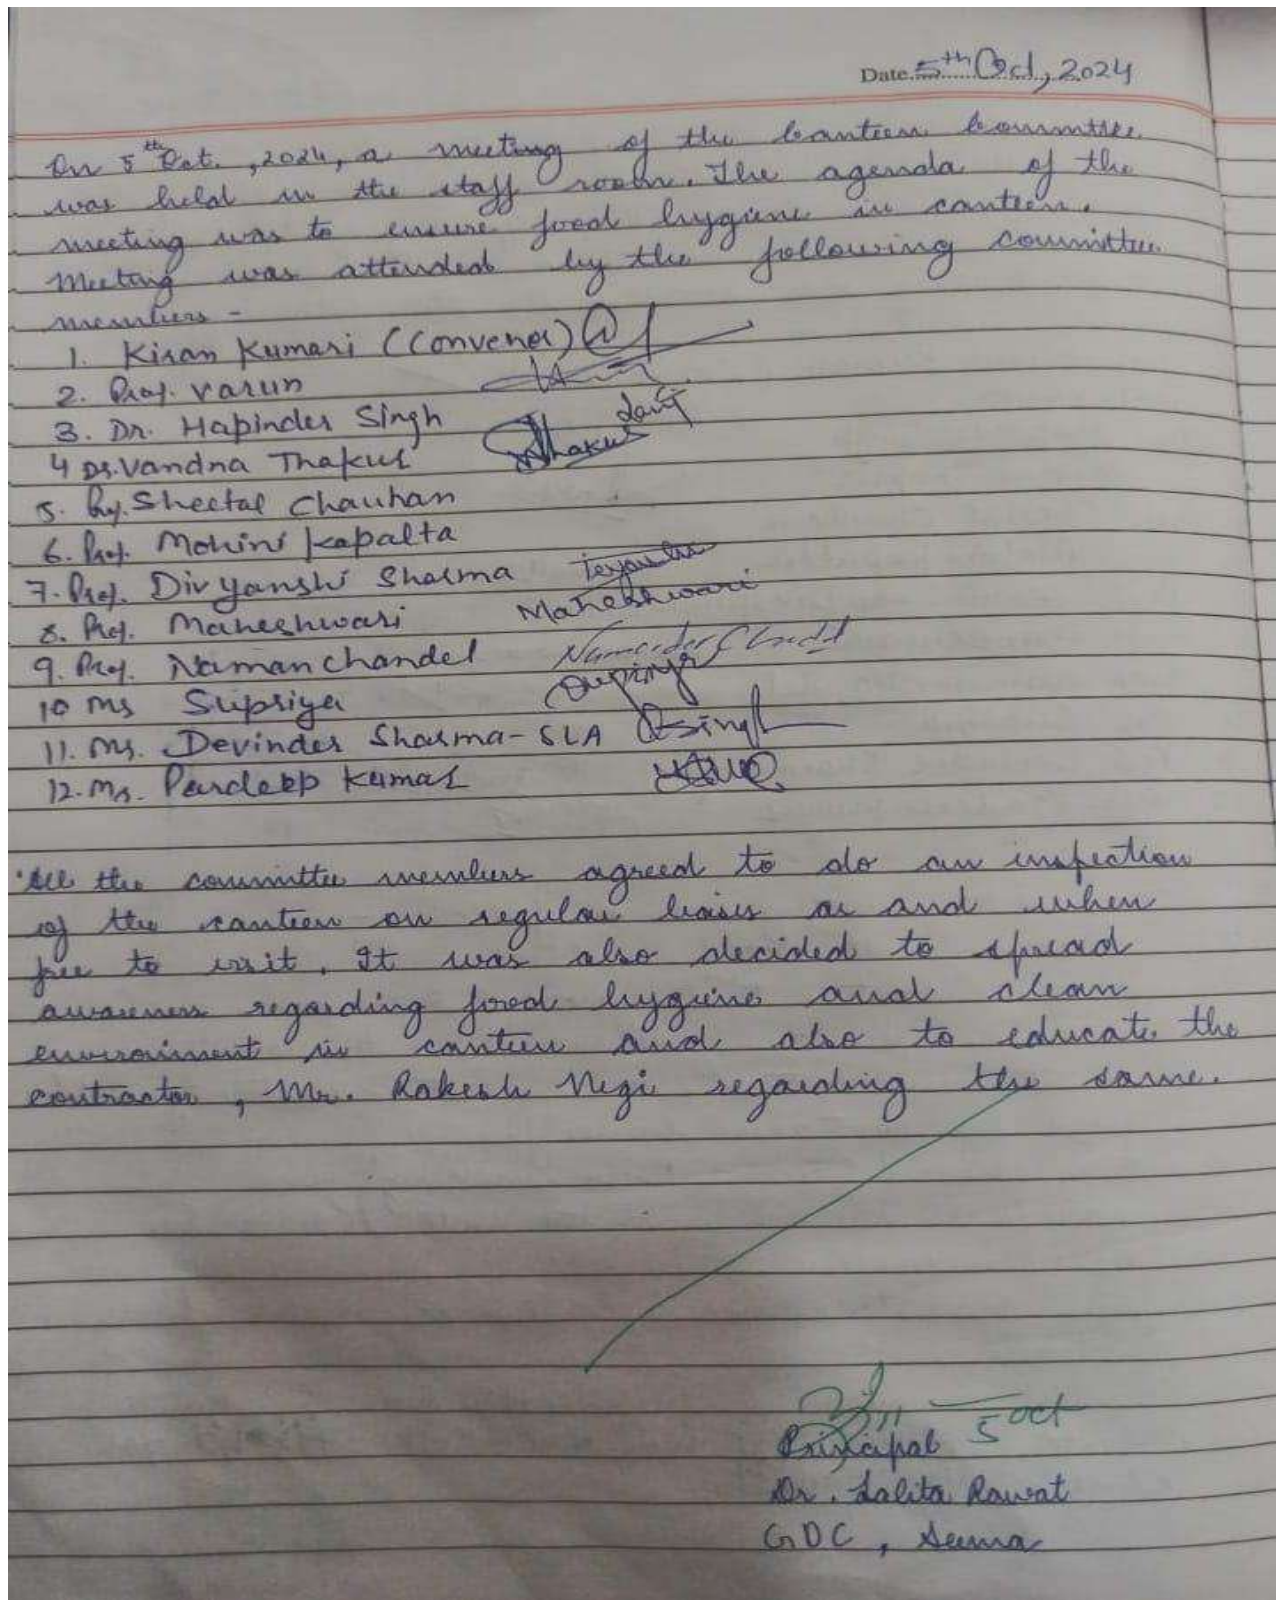 Date 5th Oct, 2024
On 5th Oct., 2024, a meeting of the Canteen Committee
was held in the staff room. The agenda of the
meeting was to ensure food hygiene in canteen.
Meeting was attended by the following committee
members -
1. Kiran Kumari (Convener)
2. Prof. Varun
3. Dr. Hapinder Singh
4 Dr. Vandna Thakur Thakur
5. Prof. Sheetal Chauhan
6. Prof. Mohini Kapalta
7. Prof. Divyanshi Sharma
8. Prof. Maheshwari Maheshwari
9. Prof. Naman Chandel
10 Ms Supriya Supriya
11. Mr. Devinder Sharma - SLA Singh
12. Mr. Pardeep Kumar
All the committee members agreed to do an inspection
of the canteen on regular basis as and when
free to visit. It was also decided to spread
awareness regarding food hygiene and clean
environment in canteen and also to educate the
contractor, Mr. Rakesh Negi regarding the same.
5 Oct
Principal
Dr. Lalita Rawat
GDC, Seema